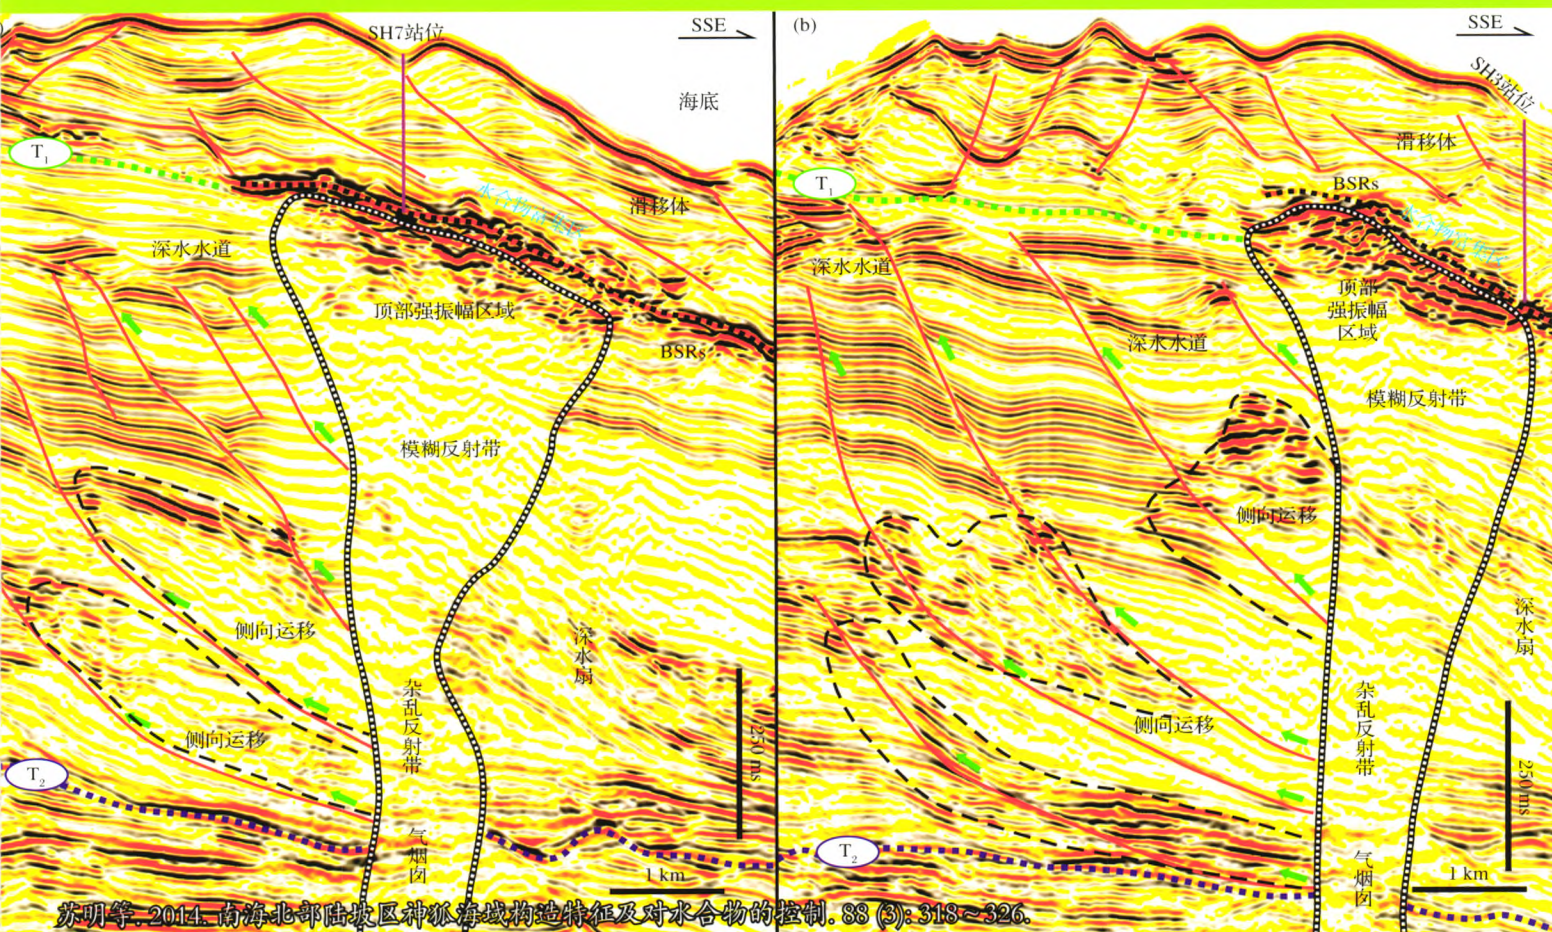 SH7站位
SSE
海底
T1
水合物富集区
滑移体
深水水道
顶部强振幅区域
BSRs
模糊反射带
侧向运移
深水扇
杂乱反射带
侧向运移
T2
气烟囱
250 ms
1 km
(b)
SSE
SH3站位
滑移体
T1
BSRs
水合物富集区
深水水道
顶部
强振幅
区域
深水水道
模糊反射带
侧向运移
深水扇
杂乱反射带
侧向运移
T2
气烟囱
250 ms
1 km
苏明等. 2014. 南海北部陆坡区神狐海域构造特征及对水合物的控制. 88 (3): 318～326.